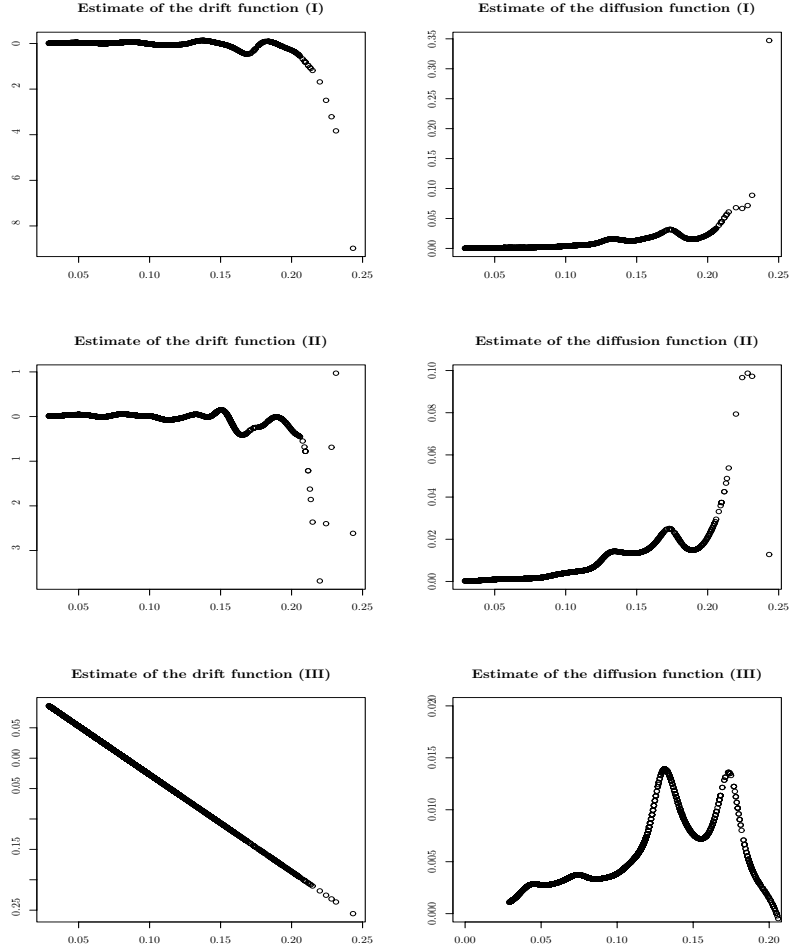 Estimate of the drift function (I)
0
2
4
6
8
0.05 0.10 0.15 0.20 0.25
Estimate of the diffusion function (I)
0.35
0.30
0.25
0.20
0.15
0.10
0.05
0.00
0.05 0.10 0.15 0.20 0.25
Estimate of the drift function (II)
1
0
1
2
3
0.05 0.10 0.15 0.20 0.25
Estimate of the diffusion function (II)
0.10
0.08
0.06
0.04
0.02
0.00
0.05 0.10 0.15 0.20 0.25
Estimate of the drift function (III)
0.05
0.00
0.05
0.15
0.25
0.05 0.10 0.15 0.20 0.25
Estimate of the diffusion function (III)
0.020
0.015
0.010
0.005
0.000
0.00 0.05 0.10 0.15 0.20